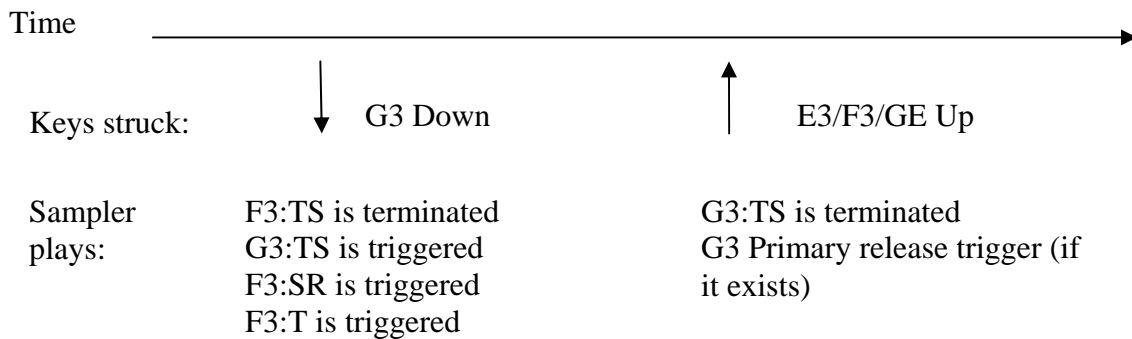 Time
Keys struck:
G3 Down
E3/F3/GE Up
Sampler
plays:
F3:TS is terminated
G3:TS is triggered
F3:SR is triggered
F3:T is triggered
G3:TS is terminated
G3 Primary release trigger (if
it exists)